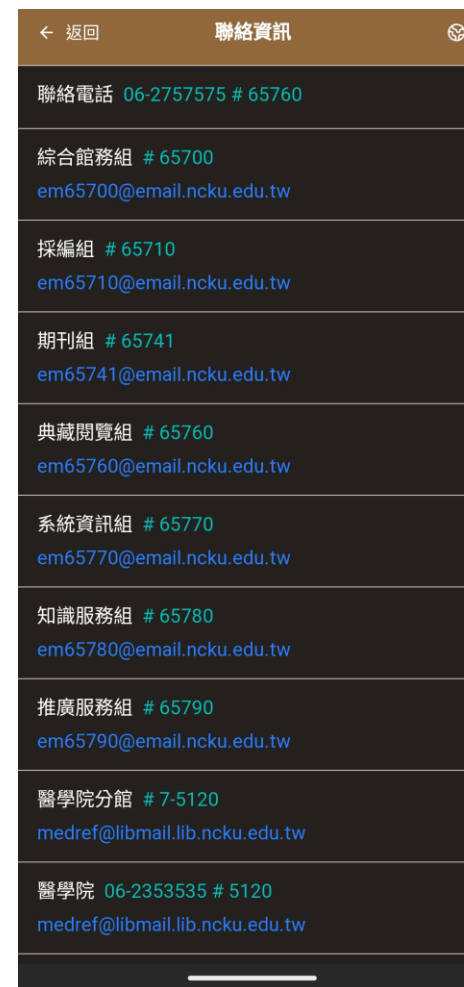 ← 返回 聯絡資訊
聯絡電話 06-2757575 # 65760
綜合館務組 # 65700
em65700@email.ncku.edu.tw
採編組 # 65710
em65710@email.ncku.edu.tw
期刊組 # 65741
em65741@email.ncku.edu.tw
典藏閱覽組 # 65760
em65760@email.ncku.edu.tw
系統資訊組 # 65770
em65770@email.ncku.edu.tw
知識服務組 # 65780
em65780@email.ncku.edu.tw
推廣服務組 # 65790
em65790@email.ncku.edu.tw
醫學院分館 # 7-5120
medref@libmail.lib.ncku.edu.tw
醫學院 06-2353535 # 5120
medref@libmail.lib.ncku.edu.tw